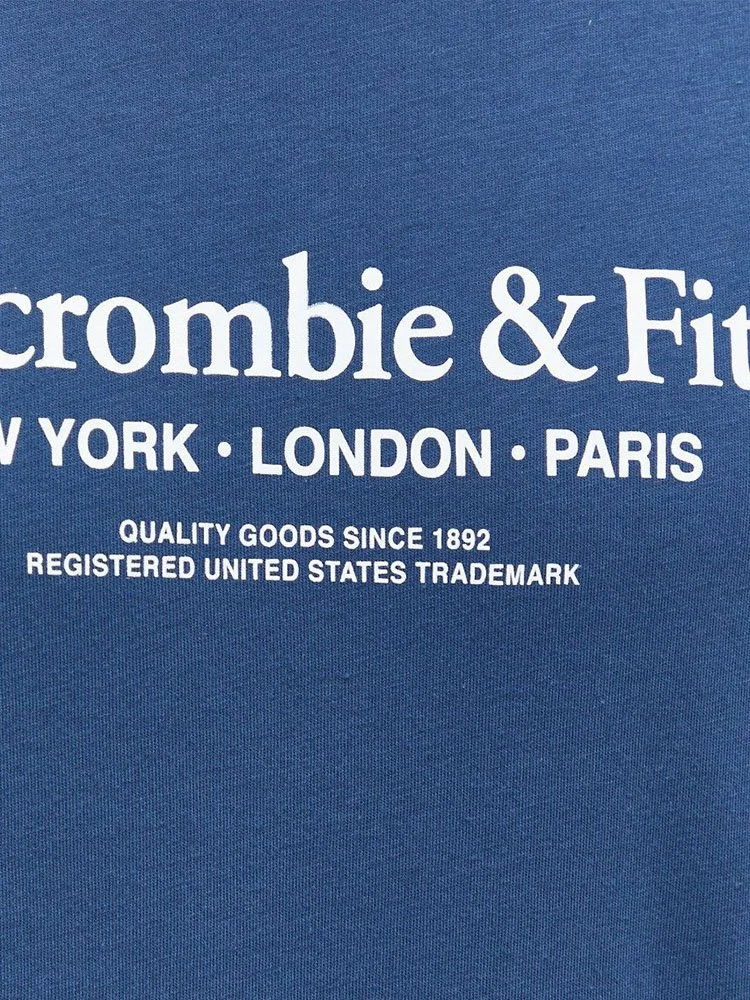 crombie & Fit
W YORK • LONDON • PARIS
QUALITY GOODS SINCE 1892
REGISTERED UNITED STATES TRADEMARK